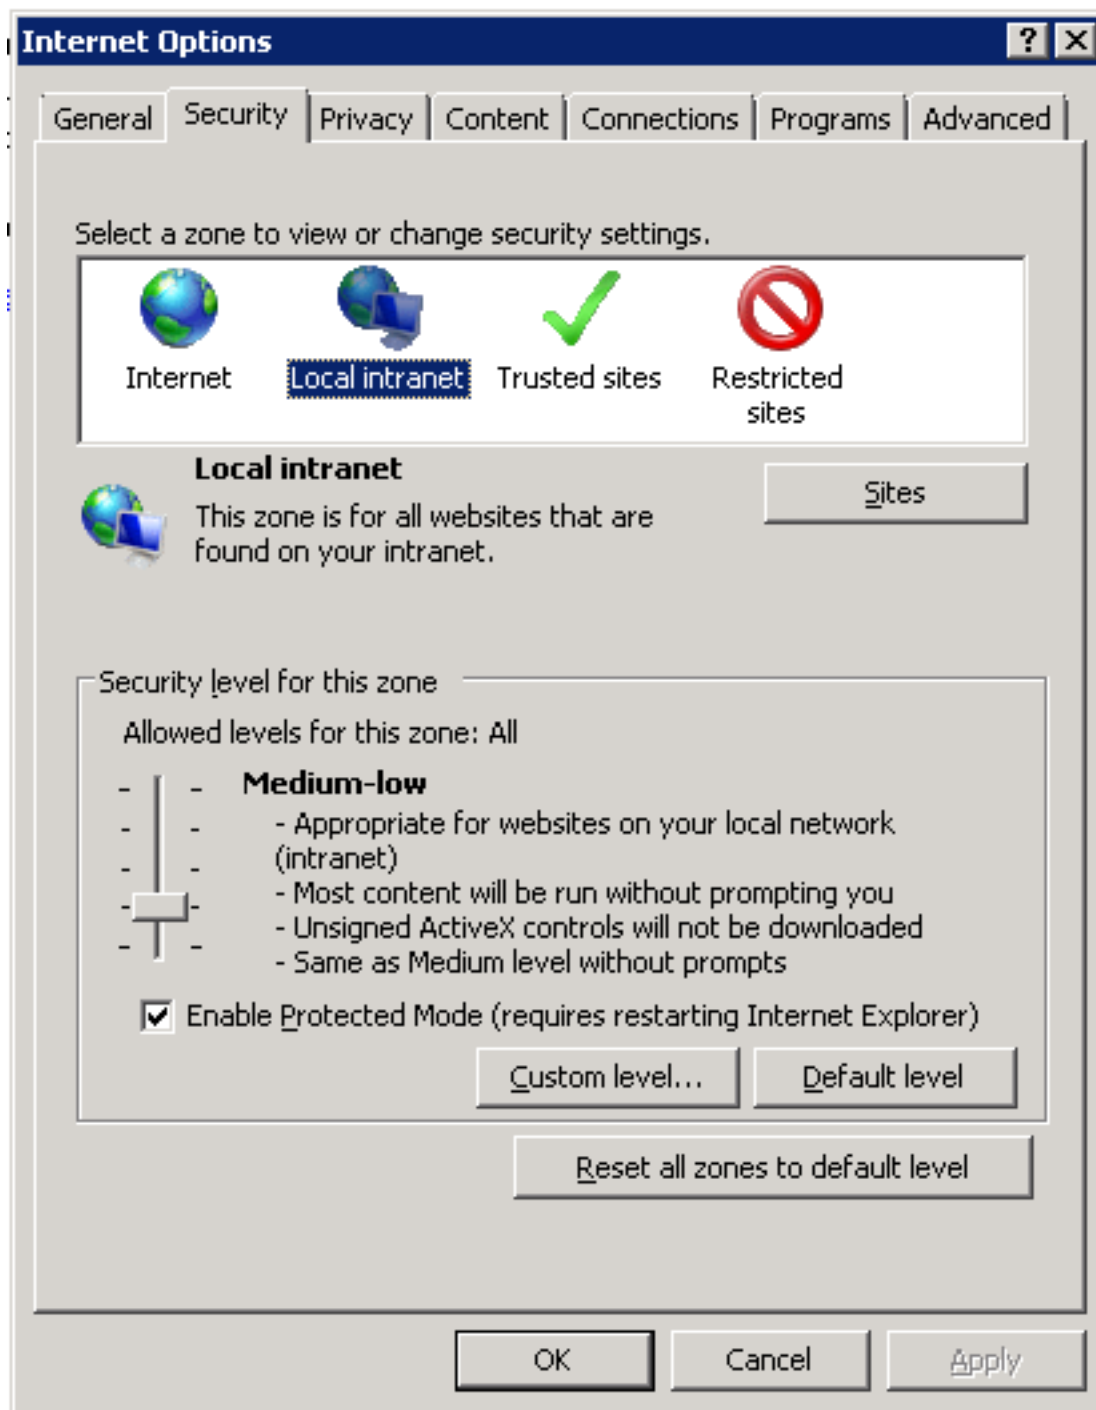 Internet Options
General Security Privacy Content Connections Programs Advanced
Select a zone to view or change security settings.
Internet Local intranet Trusted sites Restricted
sites
Local intranet
Sites
This zone is for all websites that are
found on your intranet.
Security level for this zone
Allowed levels for this zone: All
Medium-low
- Appropriate for websites on your local network
(intranet)
- Most content will be run without prompting you
- Unsigned ActiveX controls will not be downloaded
- Same as Medium level without prompts
Enable Protected Mode (requires restarting Internet Explorer)
Custom level... Default level
Reset all zones to default level
OK Cancel Apply